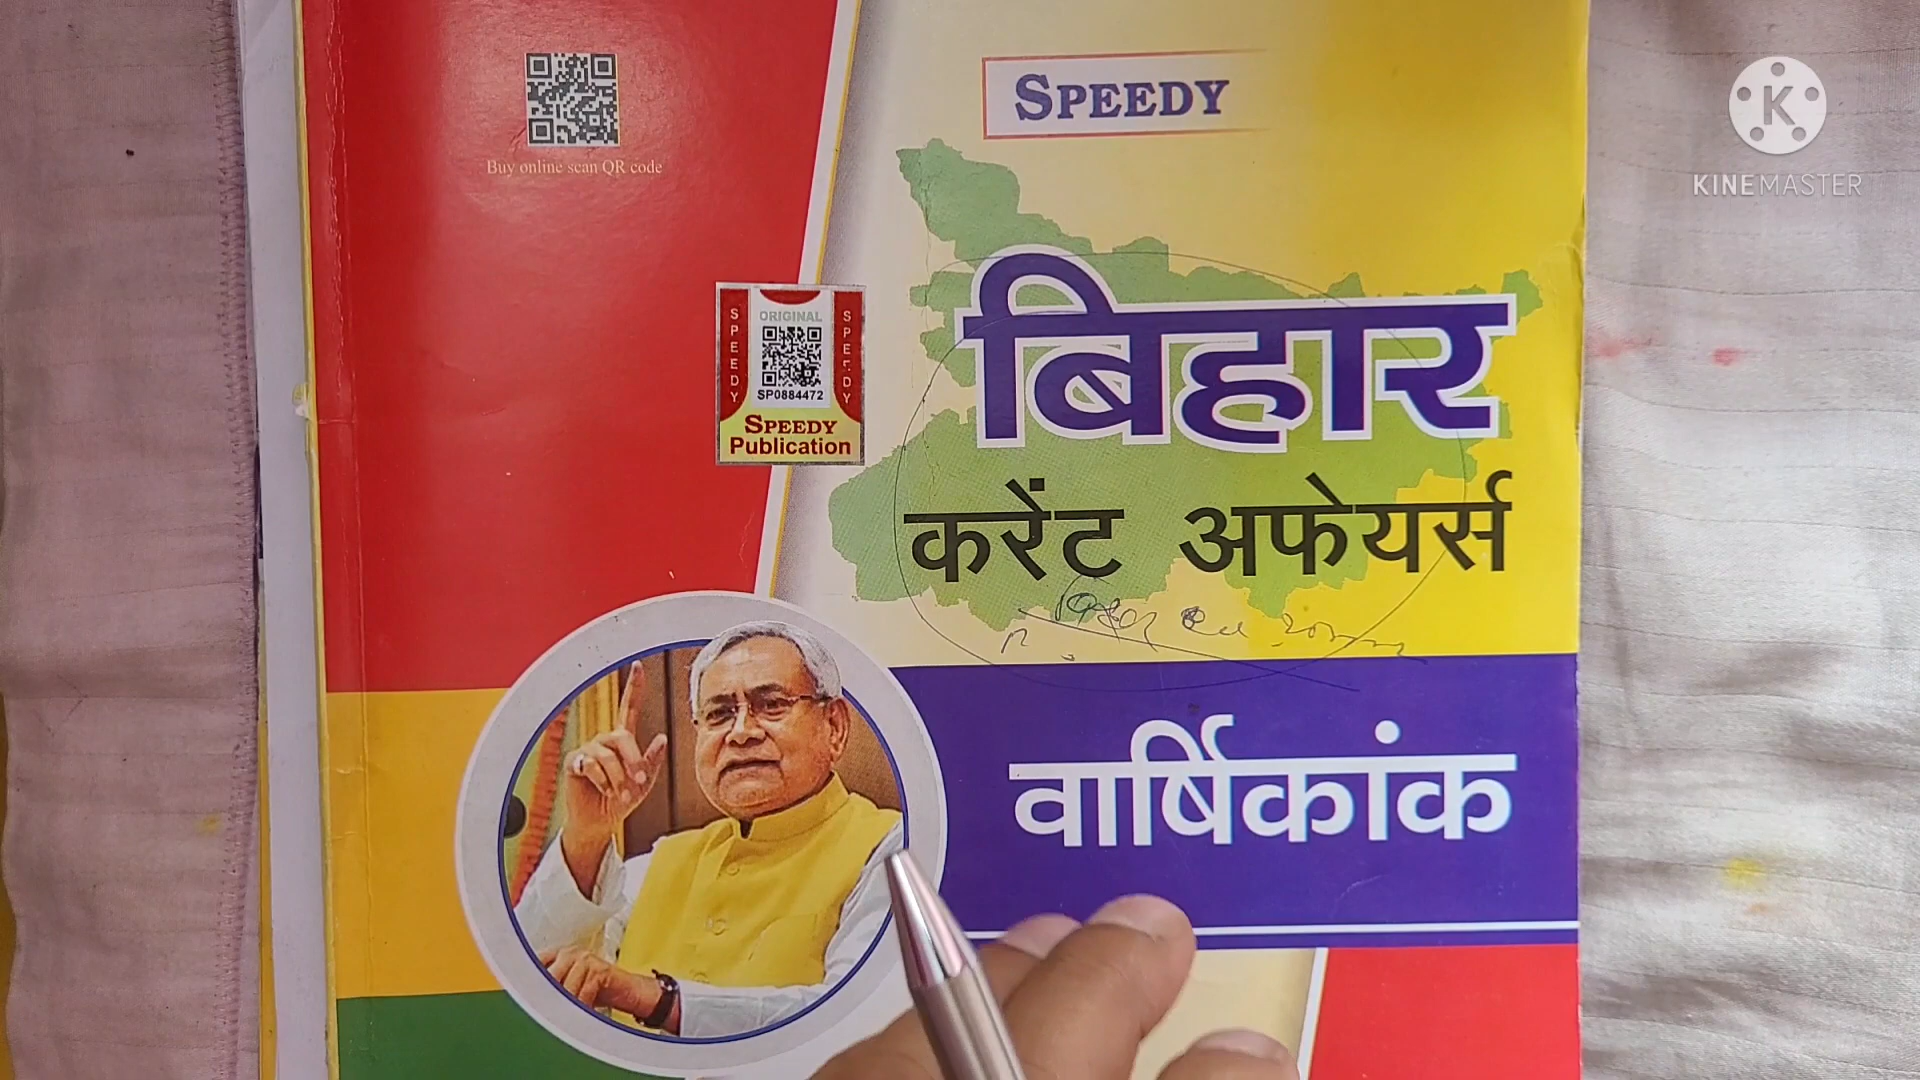 SPEEDY
Buy online scan QR code
बिहार
करेंट अफेयर्स
ORIGINAL
SPEEDY
SPEEDY
SP0884472
SPEEDY
Publication
वार्षिकांक
KINEMASTER